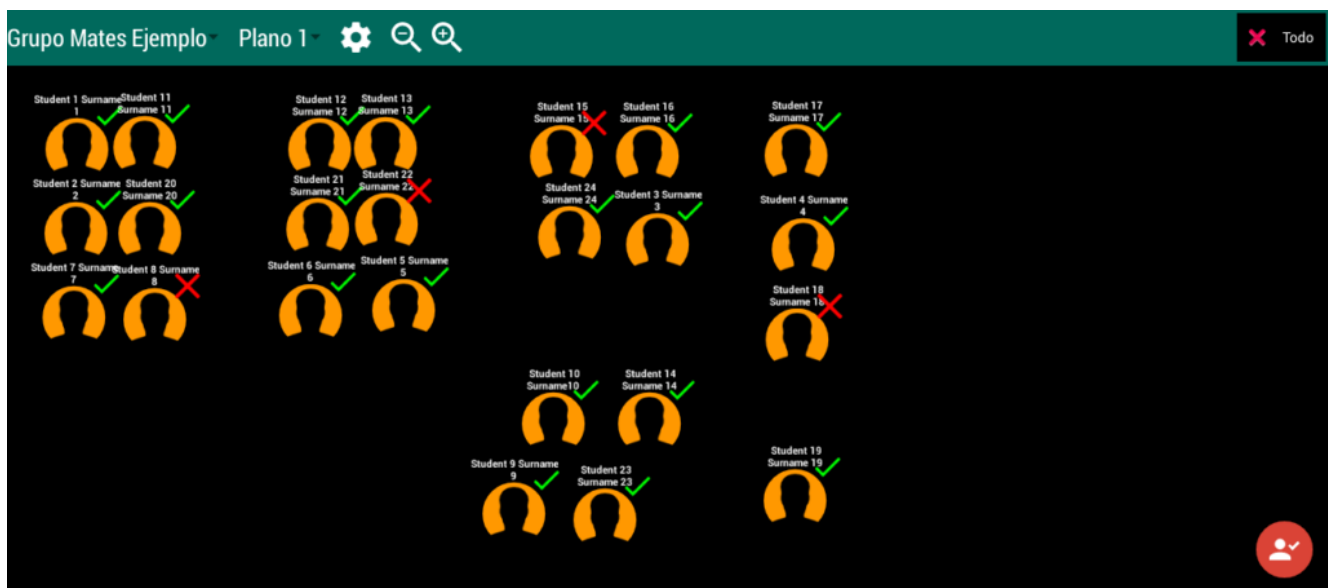 Grupo Mates Ejemplo
Plano 1
Todo
Student 1 Surname
1
Student 11
Surname 11
Student 12
Surname 12
Student 13
Surname 13
Student 15
Surname 15
Student 16
Surname 16
Student 17
Surname 17
Student 2 Surname
2
Student 20
Surname 20
Student 21
Surname 21
Student 22
Surname 22
Student 24
Surname 24
Student 3 Surname
3
Student 4 Surname
4
Student 7 Surname
7
Student 8 Surname
8
Student 6 Surname
6
Student 5 Surname
5
Student 18
Surname 18
Student 10
Surname10
Student 14
Surname 14
Student 9 Surname
9
Student 23
Surname 23
Student 19
Surname 19